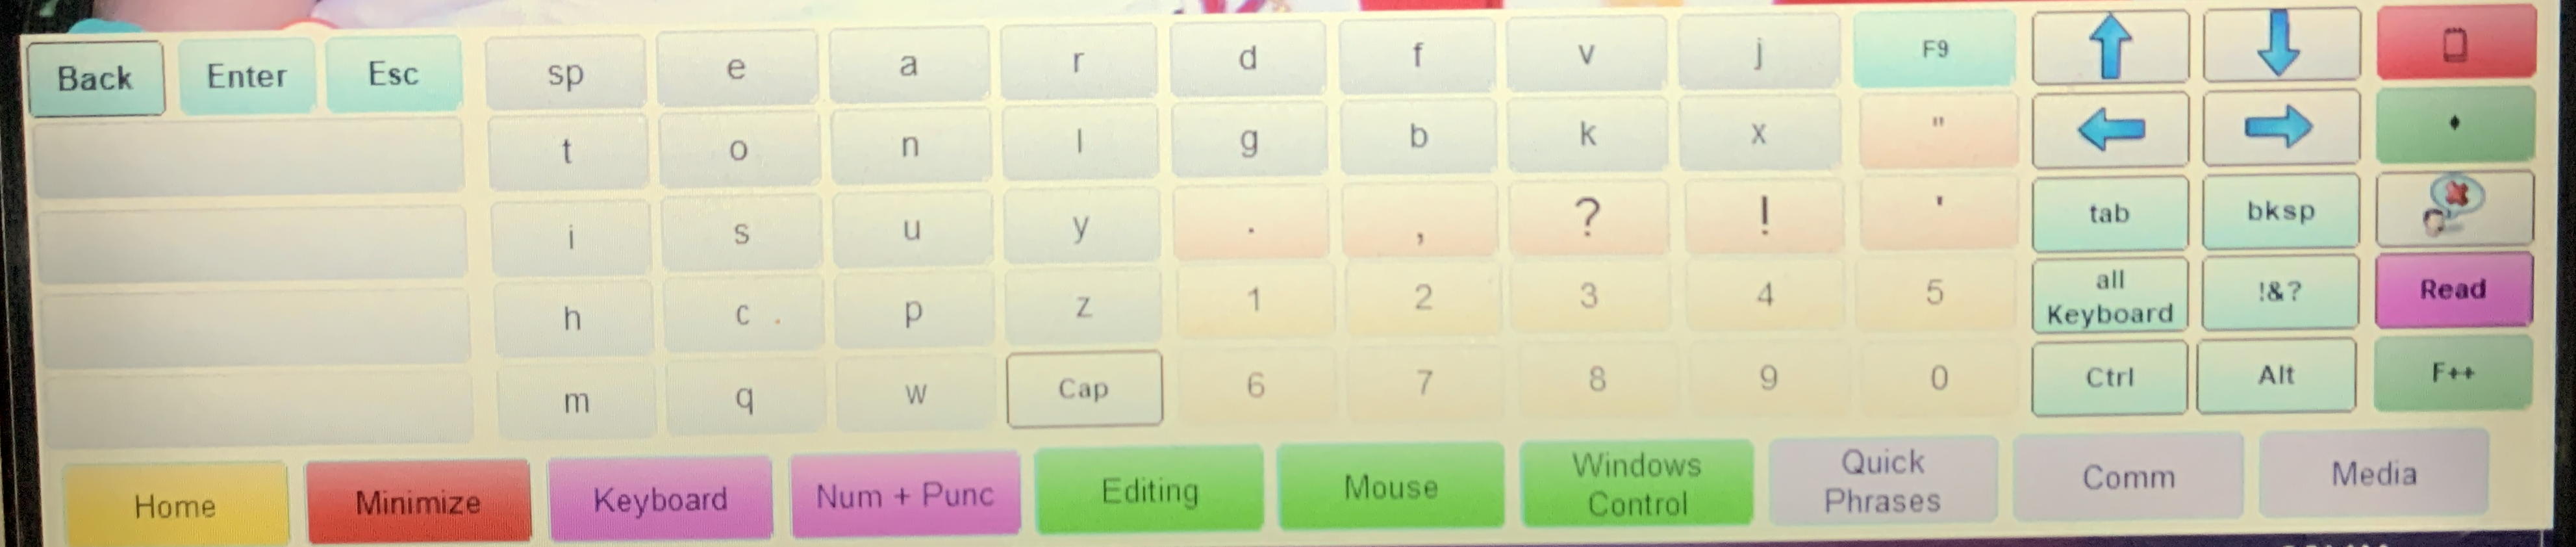 Back Enter Esc sp e a r d f v j F9
t o n l g b k x "
i s u y . , ? ! ' tab bksp
h c p z 1 2 3 4 5 all Keyboard !&? Read
m q w Cap 6 7 8 9 0 Ctrl Alt F++
Home Minimize Keyboard Num + Punc Editing Mouse Windows Control Quick Phrases Comm Media